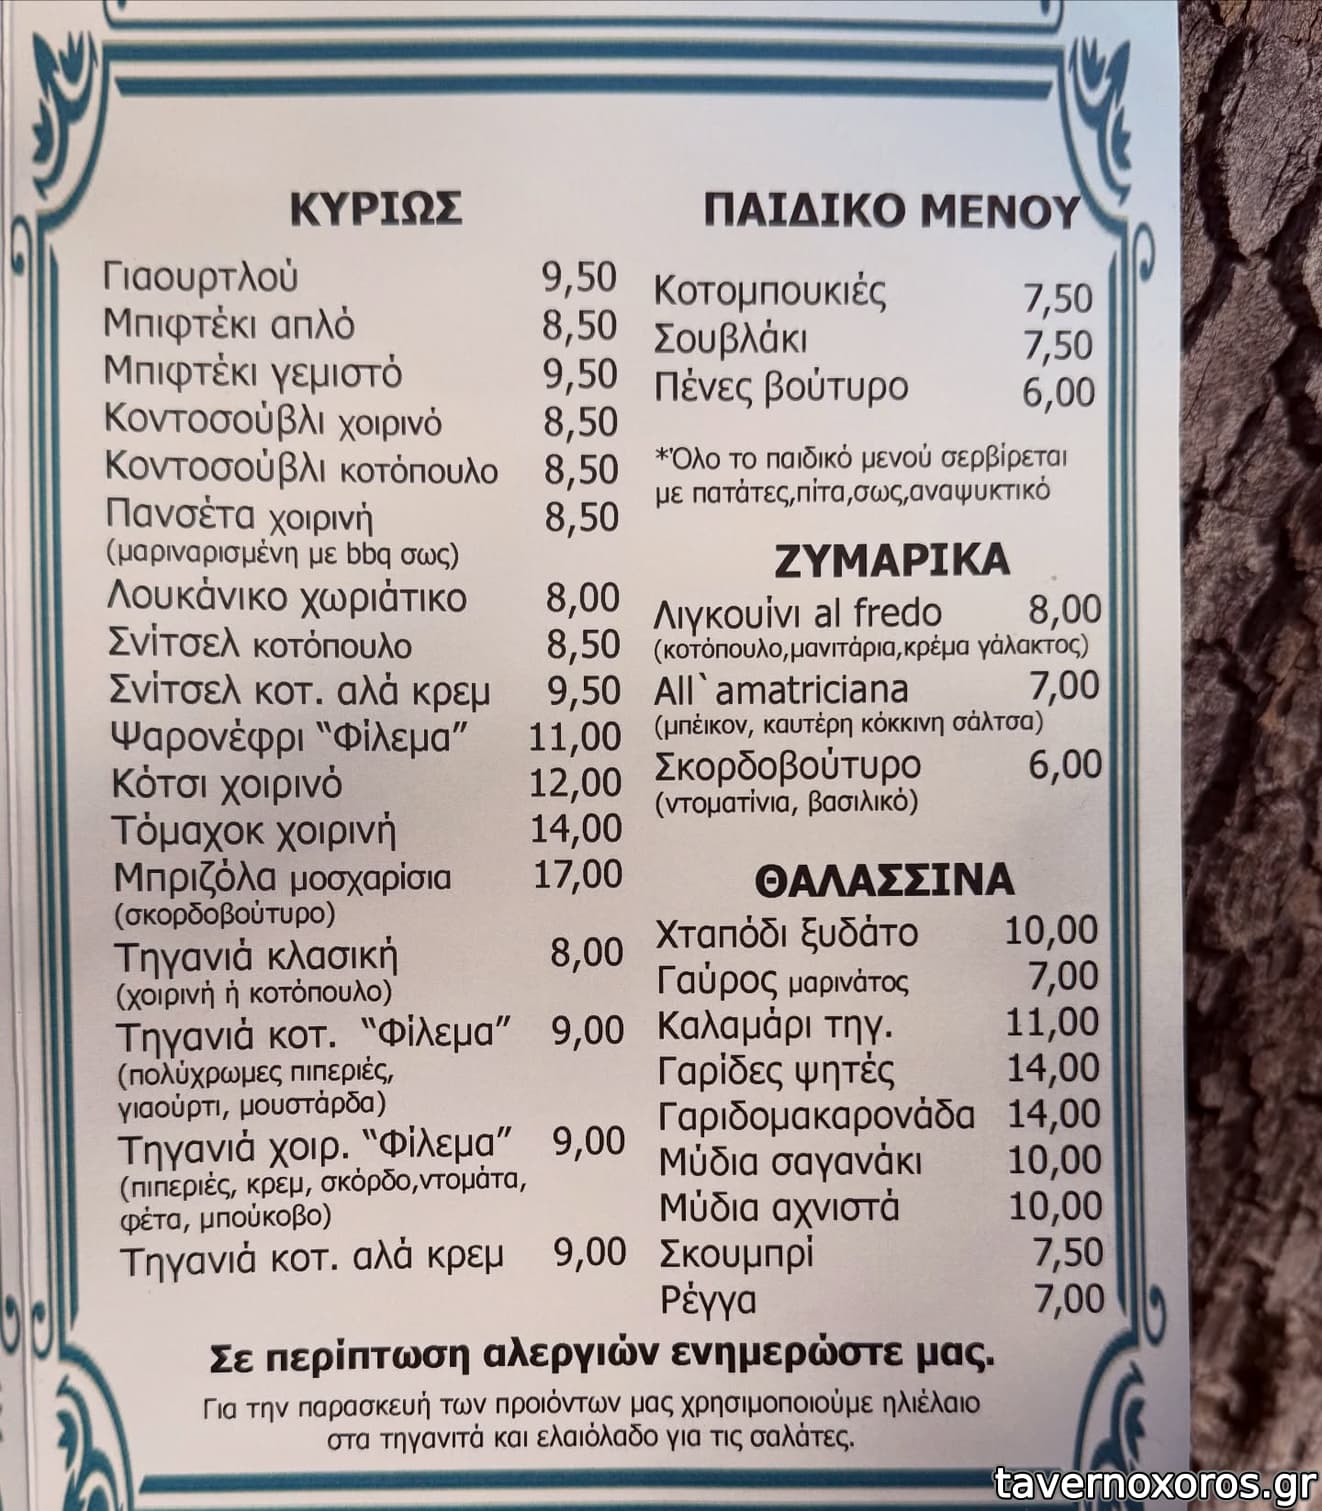 ΚΥΡΙΩΣ
Γιαουρτλού 9,50
Μπιφτέκι απλό 8,50
Μπιφτέκι γεμιστό 9,50
Κοντοσούβλι χοιρινό 8,50
Κοντοσούβλι κοτόπουλο 8,50
Πανσέτα χοιρινή 8,50
(μαριναρισμένη με bbq σως)
Λουκάνικο χωριάτικο 8,00
Σνίτσελ κοτόπουλο 8,50
Σνίτσελ κοτ. αλά κρεμ 9,50
Ψαρονέφρι "Φίλεμα" 11,00
Κότσι χοιρινό 12,00
Τόμαχοκ χοιρινή 14,00
Μπριζόλα μοσχαρίσια 17,00
(σκορδοβούτυρο)
Τηγανιά κλασική 8,00
(χοιρινή ή κοτόπουλο)
Τηγανιά κοτ. "Φίλεμα" 9,00
(πολύχρωμες πιπεριές,
γιαούρτι, μουστάρδα)
Τηγανιά χοιρ. "Φίλεμα" 9,00
(πιπεριές, κρεμ, σκόρδο,ντομάτα,
φέτα, μπούκοβο)
Τηγανιά κοτ. αλά κρεμ 9,00
ΠΑΙΔΙΚΟ ΜΕΝΟΥ
Κοτομπουκιές 7,50
Σουβλάκι 7,50
Πένες βούτυρο 6,00
*Όλο το παιδικό μενού σερβίρεται
με πατάτες,πίτα,σως,αναψυκτικό
ΖΥΜΑΡΙΚΑ
Λιγκουίνι al fredo 8,00
(κοτόπουλο,μανιτάρια,κρέμα γάλακτος)
All`amatriciana 7,00
(μπέικον, καυτέρη κόκκινη σάλτσα)
Σκορδοβούτυρο 6,00
(ντοματίνια, βασιλικό)
ΘΑΛΑΣΣΙΝΑ
Χταπόδι ξυδάτο 10,00
Γαύρος μαρινάτος 7,00
Καλαμάρι τηγ. 11,00
Γαρίδες ψητές 14,00
Γαριδομακαρονάδα 14,00
Μύδια σαγανάκι 10,00
Μύδια αχνιστά 10,00
Σκουμπρί 7,50
Ρέγγα 7,00
Σε περίπτωση αλεργιών ενημερώστε μας.
Για την παρασκευή των προιόντων μας χρησιμοποιούμε ηλιέλαιο
στα τηγανιτά και ελαιόλαδο για τις σαλάτες.
tavernoxoros.gr